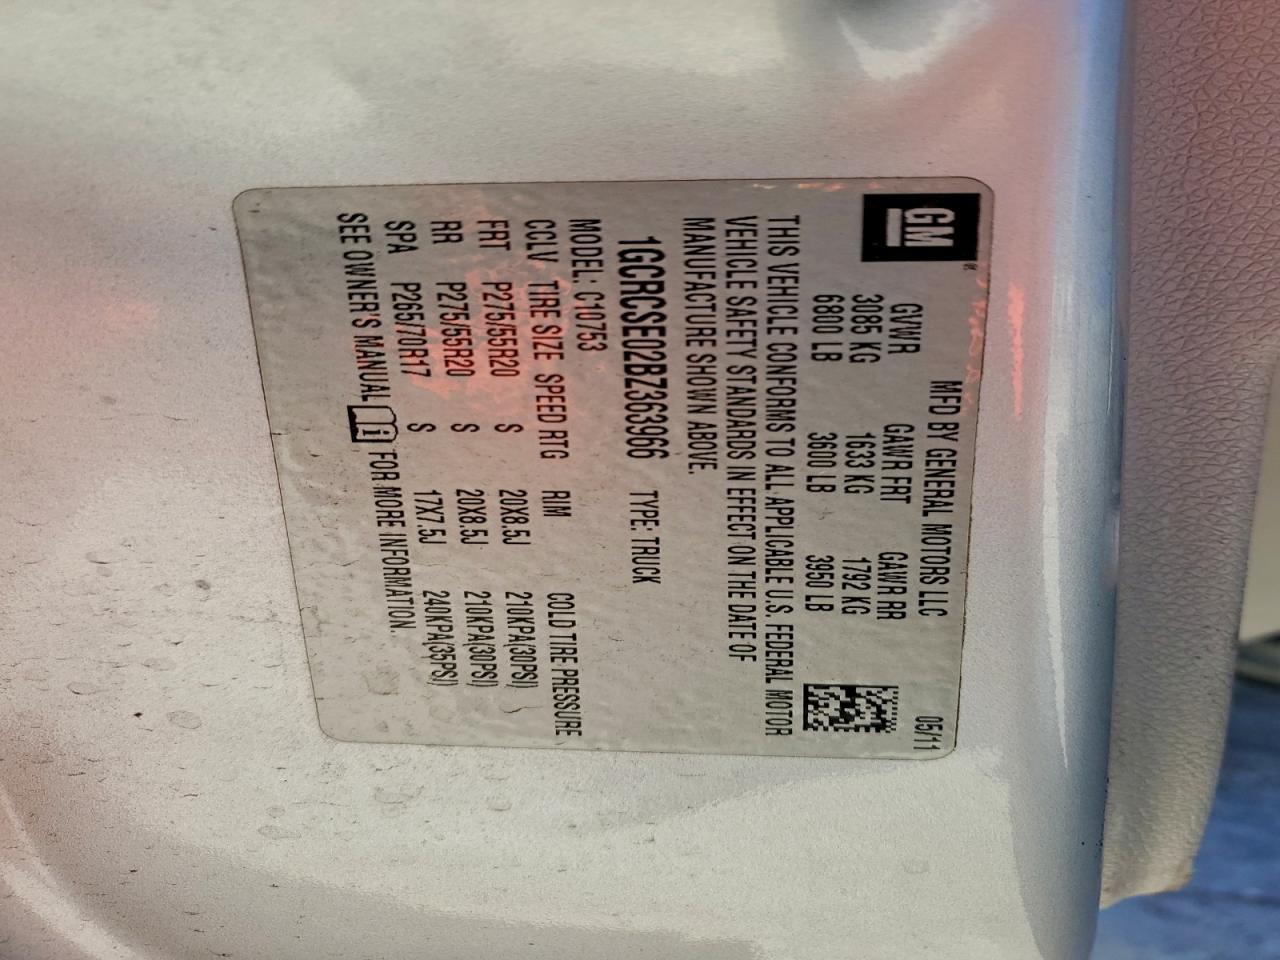 GM
MFD BY GENERAL MOTORS LLC 05/11
GVWR GAWR FRT GAWR RR
3085 KG 1633 KG 1792 KG
6800 LB 3600 LB 3950 LB
THIS VEHICLE CONFORMS TO ALL APPLICABLE U.S. FEDERAL MOTOR
VEHICLE SAFETY STANDARDS IN EFFECT ON THE DATE OF
MANUFACTURE SHOWN ABOVE.
1GCRCSE02BZ363966 TYPE: TRUCK
MODEL: C10753
CCLV TIRE SIZE SPEED RTG RIM COLD TIRE PRESSURE
FRT P275/55R20 S 20X8.5J 210KPA(30PSI)
RR P275/55R20 S 20X8.5J 210KPA(30PSI)
SPA P265/70R17 S 17X7.5J 240KPA(35PSI)
SEE OWNER'S MANUAL i FOR MORE INFORMATION.